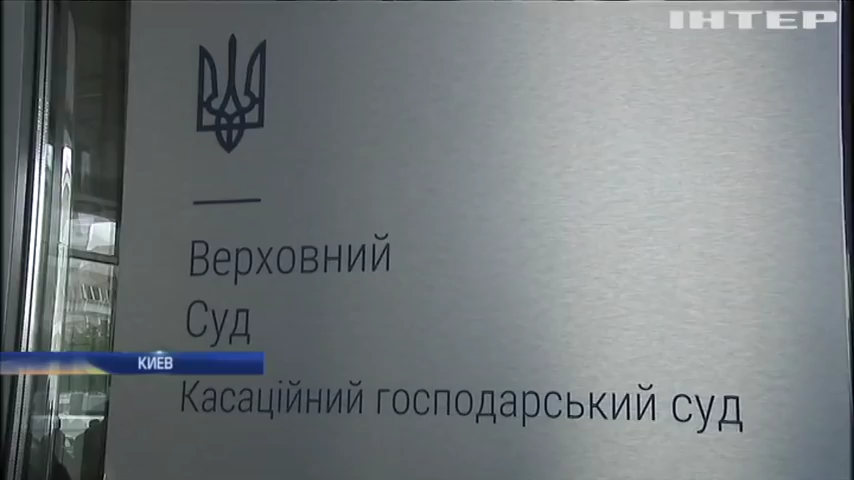 ІНТЕР
Верховний
Суд
КИЕВ
Касаційний господарський суд